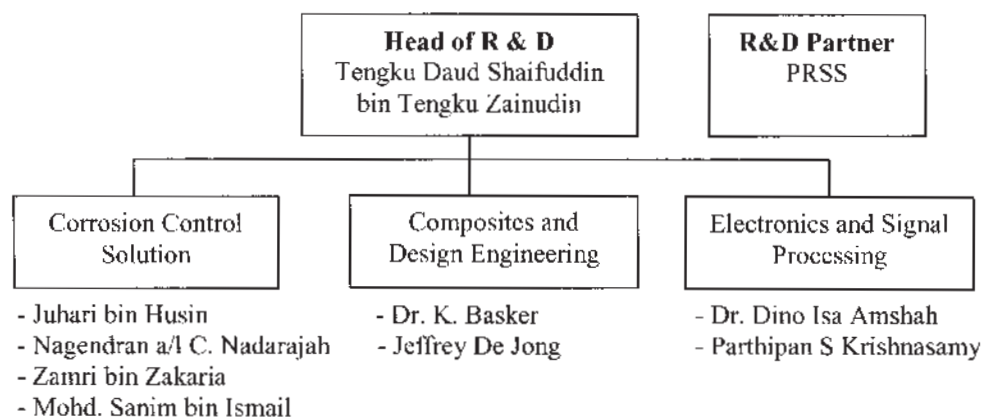 Head of R & D
Tengku Daud Shaifuddin
bin Tengku Zainudin
R&D Partner
PRSS
Corrosion Control
Solution
Composites and
Design Engineering
Electronics and Signal
Processing
- Juhari bin Husin
- Nagendran a/l C. Nadarajah
- Zamri bin Zakaria
- Mohd. Sanim bin Ismail
- Dr. K. Basker
- Jeffrey De Jong
- Dr. Dino Isa Amshah
- Parthipan S Krishnasamy